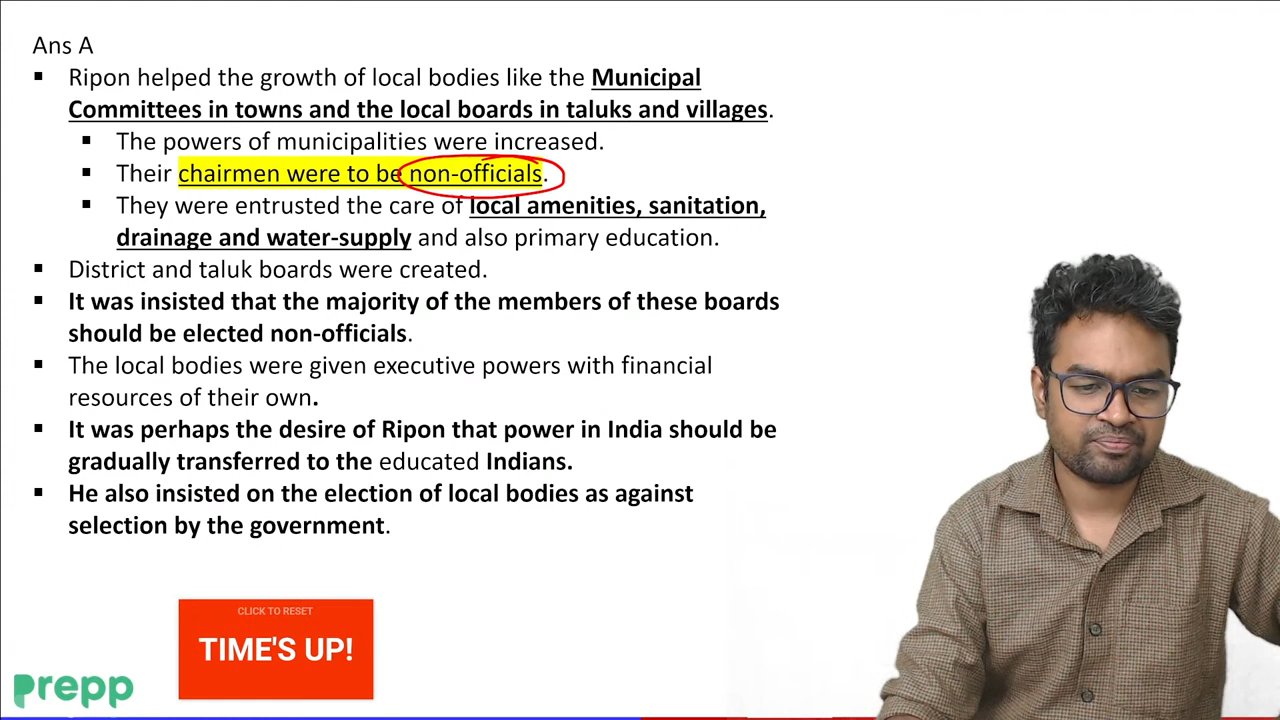 Ans A
▪ Ripon helped the growth of local bodies like the Municipal
Committees in towns and the local boards in taluks and villages.
▪ The powers of municipalities were increased.
▪ Their chairmen were to be non-officials.
▪ They were entrusted the care of local amenities, sanitation,
drainage and water-supply and also primary education.
▪ District and taluk boards were created.
▪ It was insisted that the majority of the members of these boards
should be elected non-officials.
▪ The local bodies were given executive powers with financial
resources of their own.
▪ It was perhaps the desire of Ripon that power in India should be
gradually transferred to the educated Indians.
▪ He also insisted on the election of local bodies as against
selection by the government.
CLICK TO RESET
TIME'S UP!
prepp